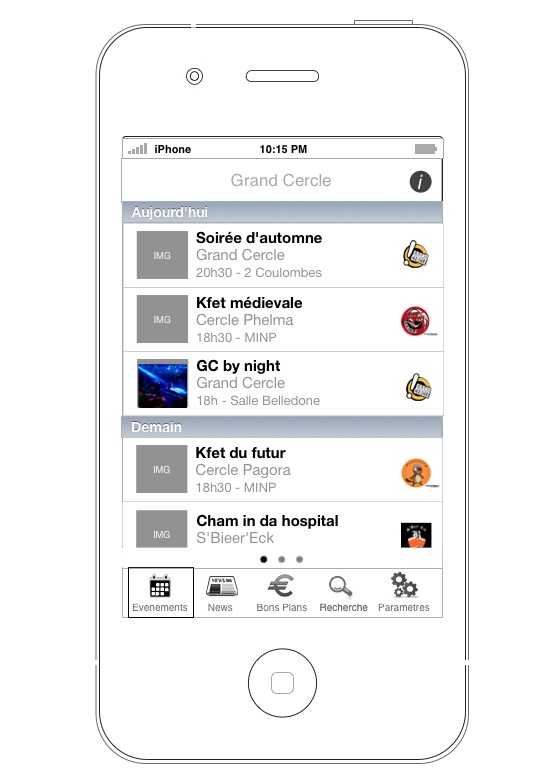 iPhone 10:15 PM
Grand Cercle
i
Aujourd'hui
IMG
Soirée d'automne
Grand Cercle
20h30 - 2 Coulombes
IMG
Kfet médievale
Cercle Phelma
18h30 - MINP
GC by night
Grand Cercle
18h - Salle Belledone
Demain
IMG
Kfet du futur
Cercle Pagora
18h30 - MINP
IMG
Cham in da hospital
S'Bieer'Eck
NEWS
€
Evenements News Bons Plans Recherche Parametres